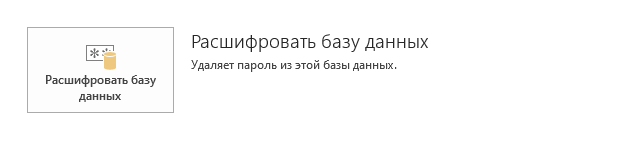 Расшифровать базу данных
Удаляет пароль из этой базы данных.
Расшифровать базу
данных